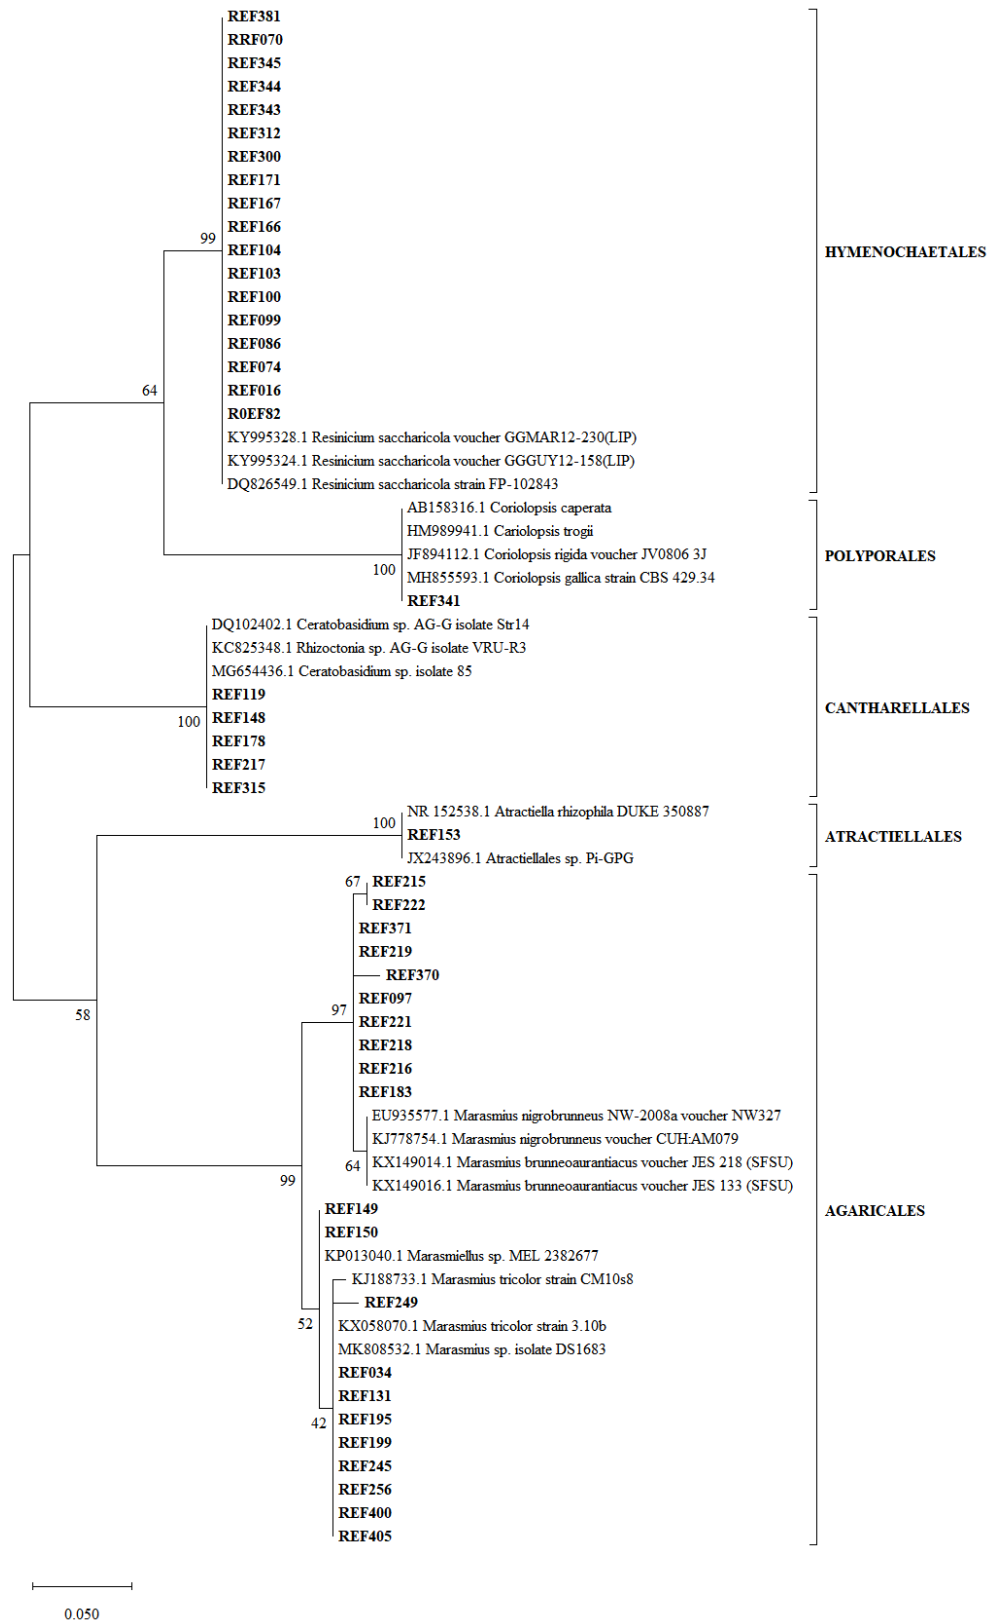 REF381
RRF070
REF345
REF344
REF343
REF312
REF300
REF171
REF167
REF166
99
REF104
HYMENOCHAETALES
REF103
REF100
REF099
REF086
REF074
64
REF016
R0EF82
KY995328.1 Resinicium saccharicola voucher GGMAR12-230(LIP)
KY995324.1 Resinicium saccharicola voucher GGGUY12-158(LIP)
DQ826549.1 Resinicium saccharicola strain FP-102843
AB158316.1 Coriolopsis caperata
HM989941.1 Cariolopsis trogii
JF894112.1 Coriolopsis rigida voucher JV0806 3J
POLYPORALES
100
MH855593.1 Coriolopsis gallica strain CBS 429.34
REF341
DQ102402.1 Ceratobasidium sp. AG-G isolate Str14
KC825348.1 Rhizoctonia sp. AG-G isolate VRU-R3
MG654436.1 Ceratobasidium sp. isolate 85
REF119
CANTHARELLALES
100
REF148
REF178
REF217
REF315
NR 152538.1 Atractiella rhizophila DUKE 350887
100
REF153
ATRACTIELLALES
JX243896.1 Atractiellales sp. Pi-GPG
67
REF215
REF222
REF371
REF219
REF370
REF097
97
REF221
58
REF218
REF216
REF183
EU935577.1 Marasmius nigrobrunneus NW-2008a voucher NW327
KJ778754.1 Marasmius nigrobrunneus voucher CUH:AM079
64
KX149014.1 Marasmius brunneoaurantiacus voucher JES 218 (SFSU)
99
KX149016.1 Marasmius brunneoaurantiacus voucher JES 133 (SFSU)
REF149
AGARICALES
REF150
KP013040.1 Marasmiellus sp. MEL 2382677
KJ188733.1 Marasmius tricolor strain CM10s8
REF249
52
KX058070.1 Marasmius tricolor strain 3.10b
MK808532.1 Marasmius sp. isolate DS1683
REF034
REF131
42
REF195
REF199
REF245
REF256
REF400
REF405
0.050